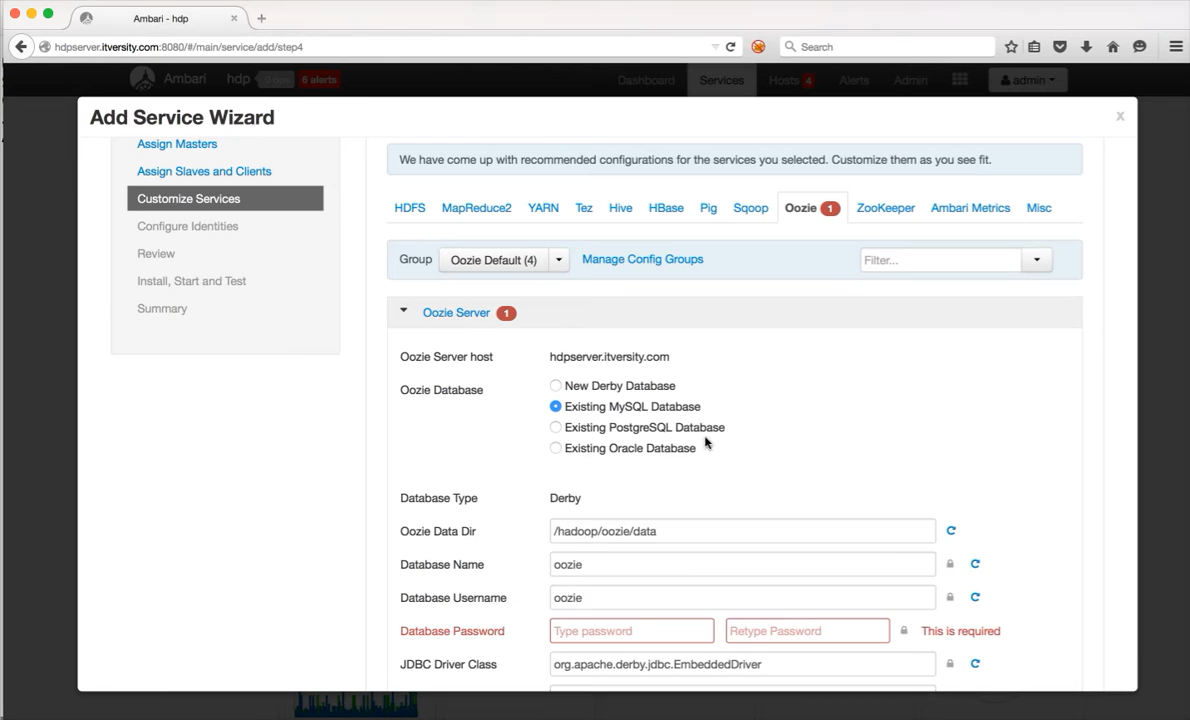 Ambari - hdp
hdpserver.itversity.com:8080/#/main/service/add/step4
Search
Ambari hdp 6 alerts Dashboard Services Hosts 4 Alerts Admin admin
Add Service Wizard
x
Assign Masters
Assign Slaves and Clients
Customize Services
Configure Identities
Review
Install, Start and Test
Summary
We have come up with recommended configurations for the services you selected. Customize them as you see fit.
HDFS MapReduce2 YARN Tez Hive HBase Pig Sqoop Oozie 1 ZooKeeper Ambari Metrics Misc
Group Oozie Default (4) Manage Config Groups Filter...
Oozie Server 1
Oozie Server host hdpserver.itversity.com
Oozie Database New Derby Database
Existing MySQL Database
Existing PostgreSQL Database
Existing Oracle Database
Database Type Derby
Oozie Data Dir /hadoop/oozie/data
Database Name oozie
Database Username oozie
Database Password Type password Retype Password This is required
JDBC Driver Class org.apache.derby.jdbc.EmbeddedDriver